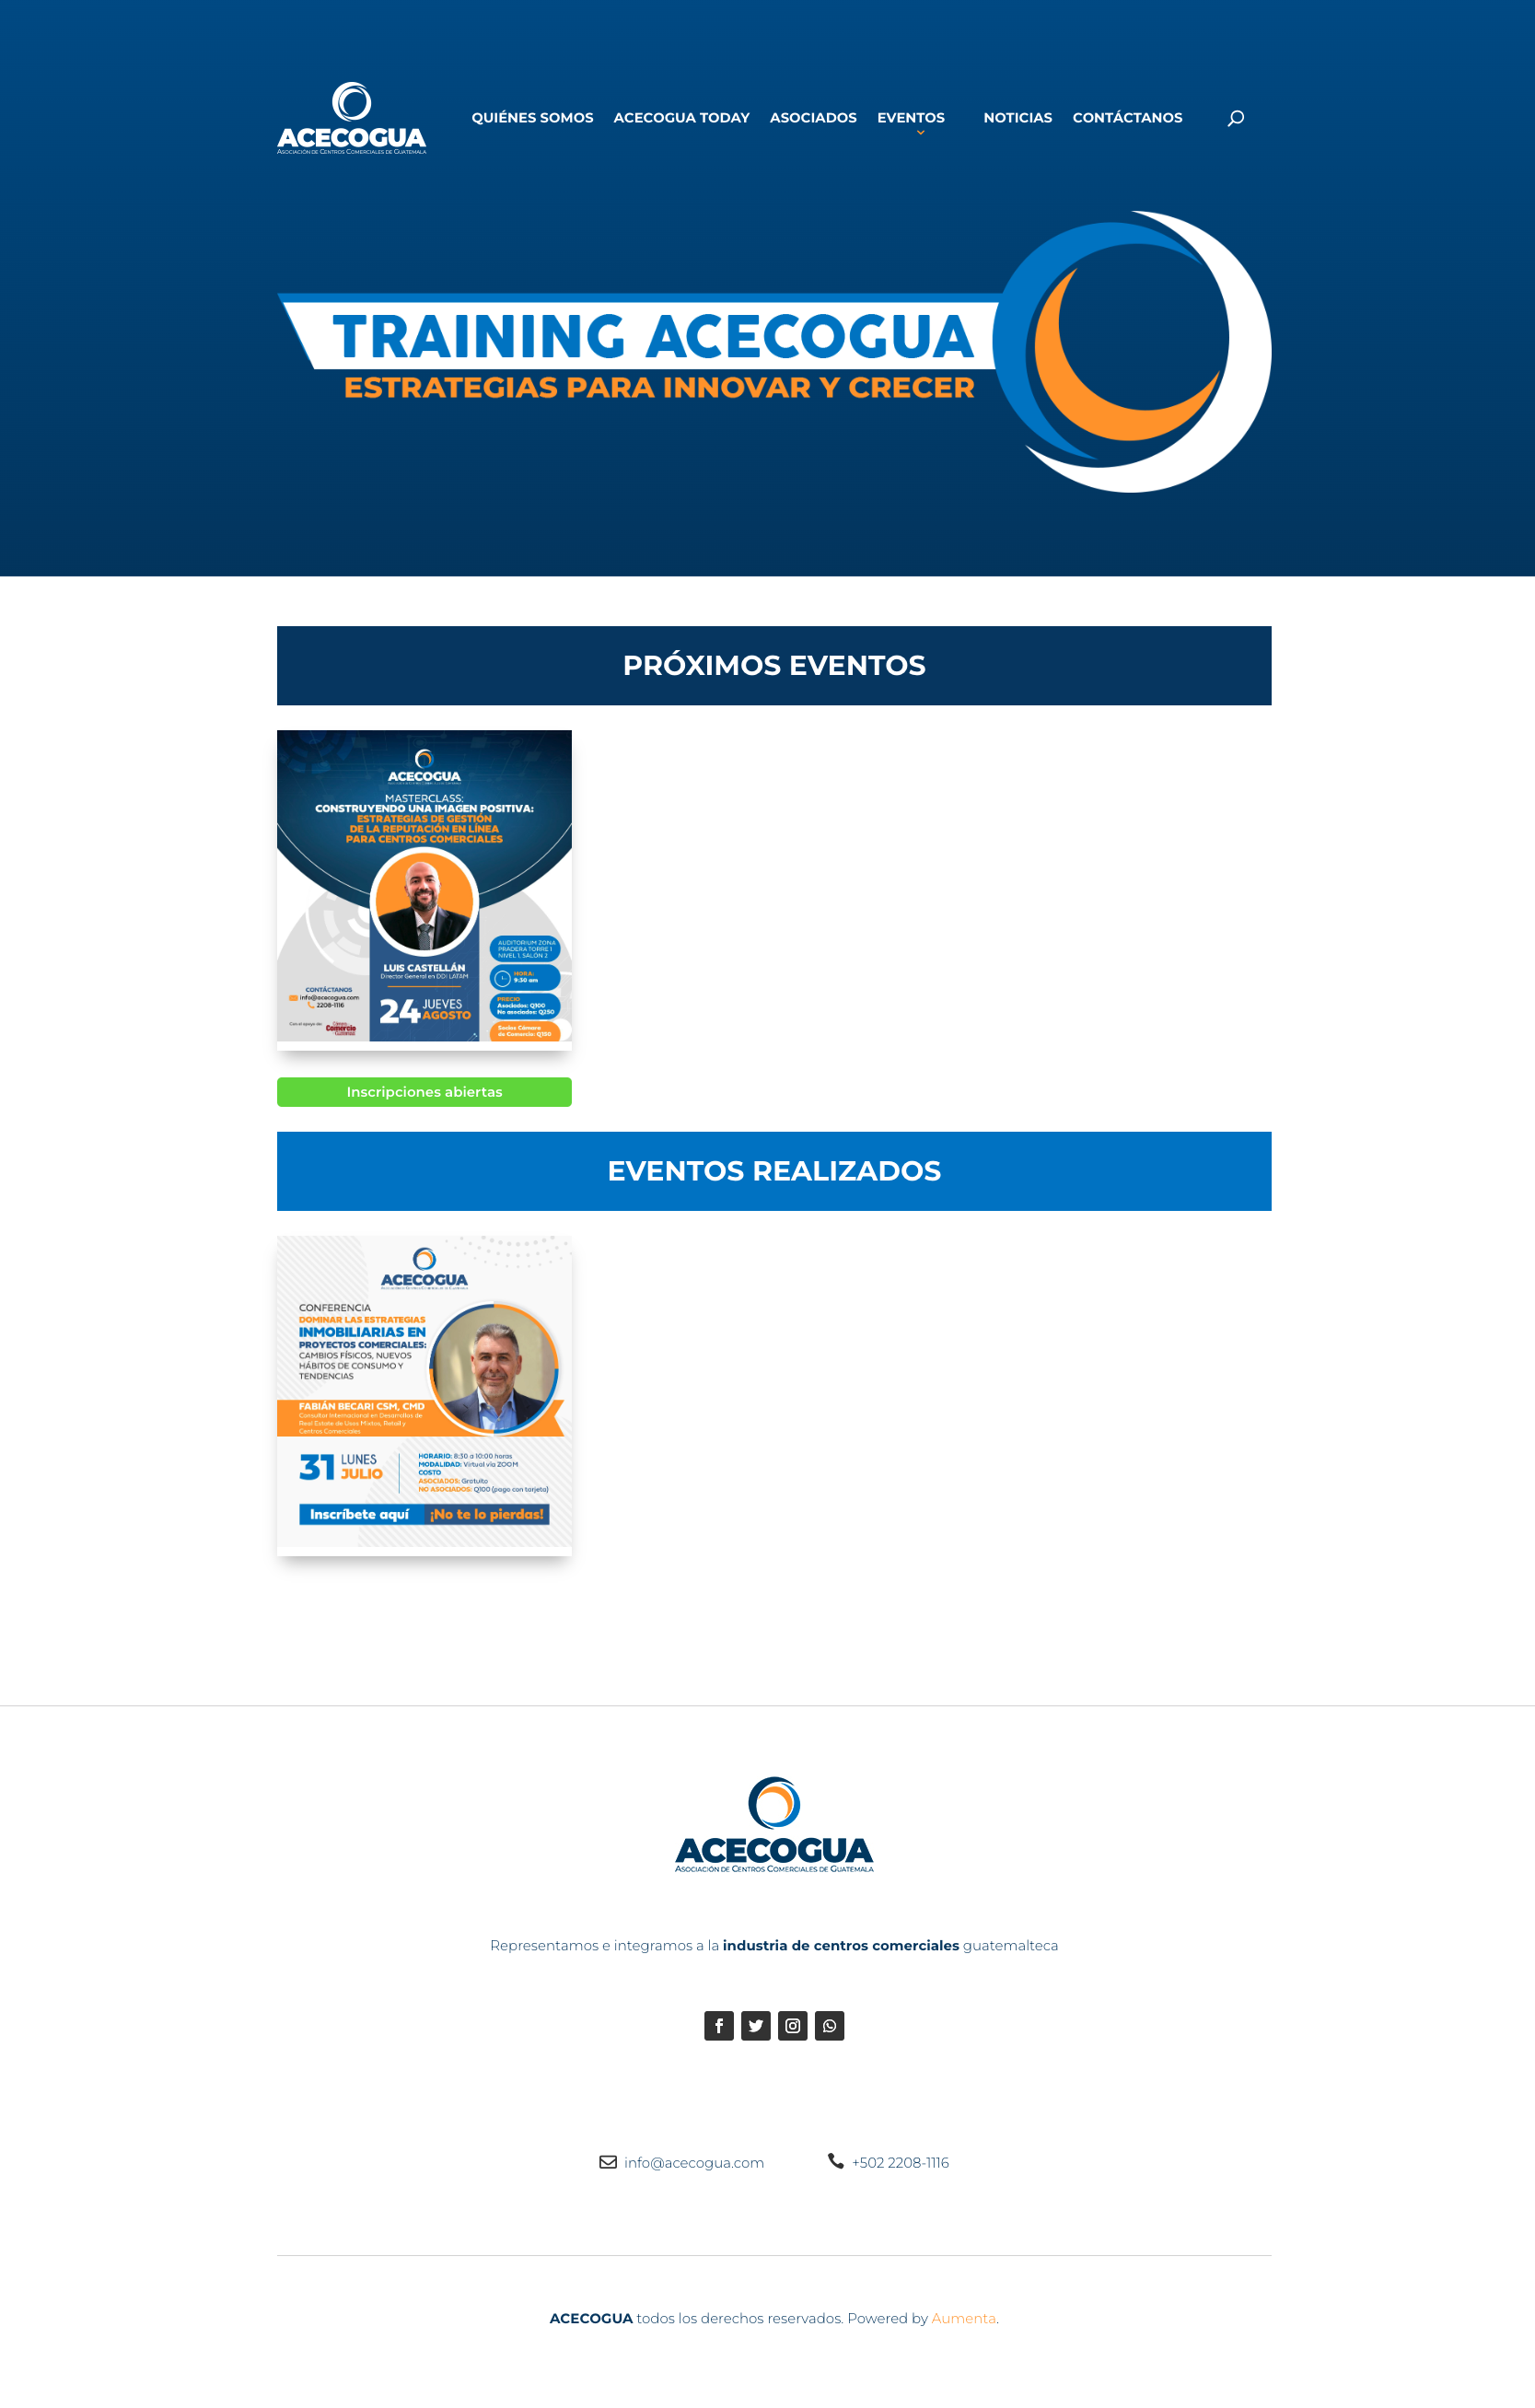 ACECOGUA
ASOCIACIÓN DE CENTROS COMERCIALES DE GUATEMALA
QUIÉNES SOMOS ACECOGUA TODAY ASOCIADOS EVENTOS NOTICIAS CONTÁCTANOS
TRAINING ACECOGUA
ESTRATEGIAS PARA INNOVAR Y CRECER
PRÓXIMOS EVENTOS
ACECOGUA
MASTERCLASS:
CONSTRUYENDO UNA IMAGEN POSITIVA:
ESTRATEGIAS DE GESTIÓN
DE LA REPUTACIÓN EN LÍNEA
PARA CENTROS COMERCIALES
LUIS CASTELLÁN
Director General en DDI LATAM
24 JUEVES
AGOSTO
CONTÁCTANOS
info@acecogua.com
2208-1116
Con el apoyo de:
Comercio
AUDITORIUM ZONA
PRADERA TORRE 1
NIVEL 1, SALÓN 2
HORA:
9:30 am
PRECIO
Asociados: Q100
No asociados: Q250
Socios Cámara
de Comercio: Q150
Inscripciones abiertas
EVENTOS REALIZADOS
ACECOGUA
CONFERENCIA
DOMINAR LAS ESTRATEGIAS
INMOBILIARIAS EN
PROYECTOS COMERCIALES:
CAMBIOS FÍSICOS, NUEVOS
HÁBITOS DE CONSUMO Y
TENDENCIAS
FABIÁN BECARI CSM, CMD
Consultor Internacional en Desarrollos de
Real Estate de Usos Mixtos, Retail y
Centros Comerciales
31 LUNES
JULIO
HORARIO: 8:30 a 10:00 horas
MODALIDAD: Virtual vía ZOOM
COSTO
ASOCIADOS: Gratuito
NO ASOCIADOS: Q100 (pago con tarjeta)
Inscríbete aquí ¡No te lo pierdas!
ACECOGUA
ASOCIACIÓN DE CENTROS COMERCIALES DE GUATEMALA
Representamos e integramos a la industria de centros comerciales guatemalteca
info@acecogua.com +502 2208-1116
ACECOGUA todos los derechos reservados. Powered by Aumenta.